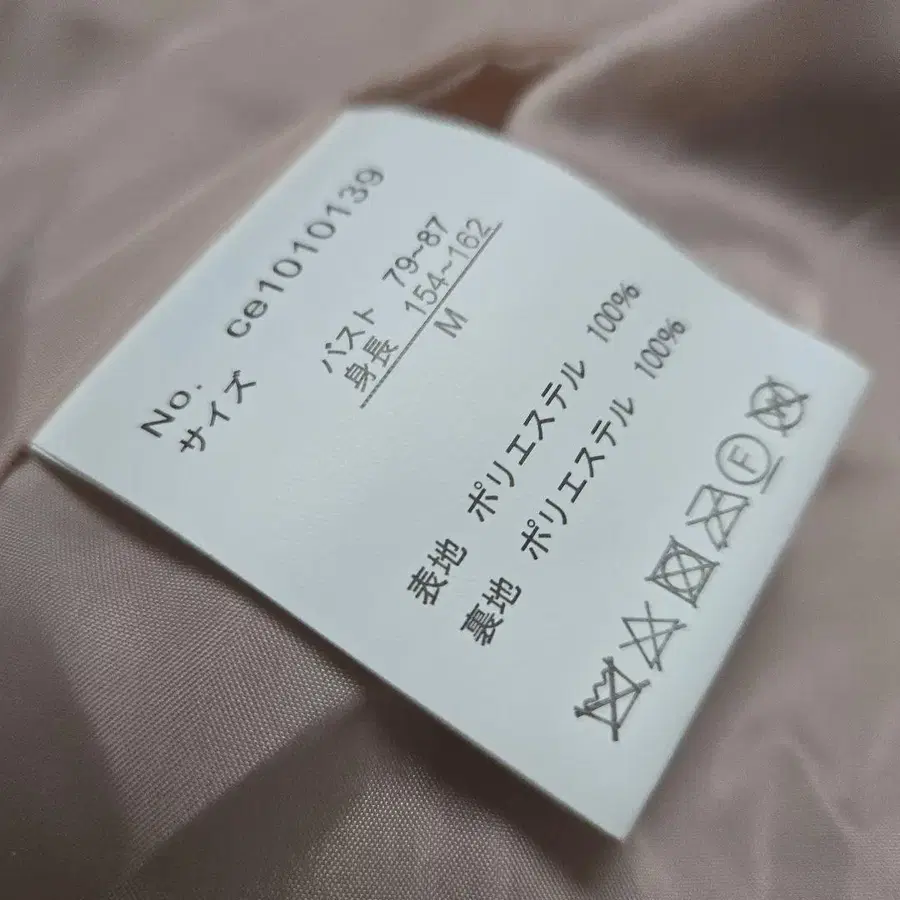 No. ce1010139
サイズ バスト 79~87
身長 154~162
M
表地 ポリエステル 100%
裏地 ポリエステル 100%
F
W